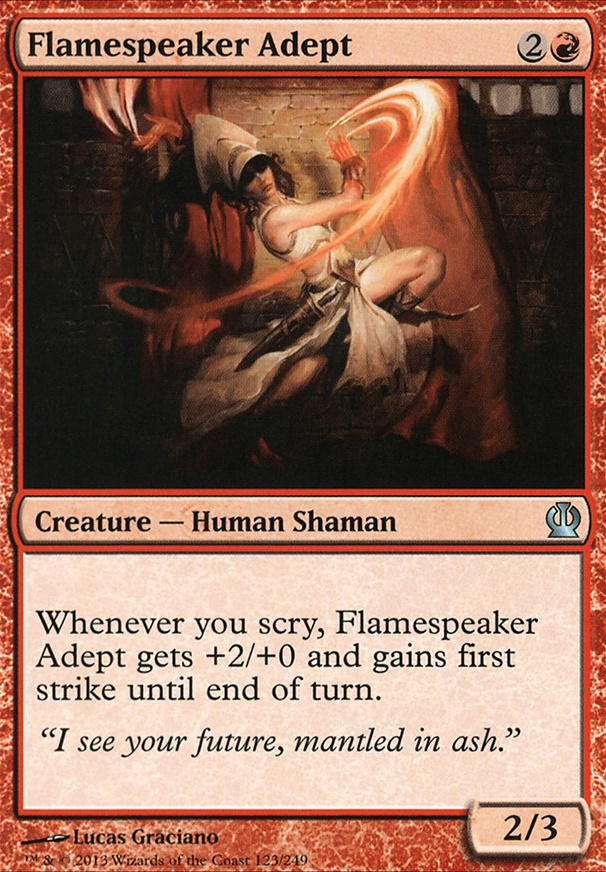 Flamespeaker Adept 2
Creature — Human Shaman
Whenever you scry, Flamespeaker
Adept gets +2/+0 and gains first
strike until end of turn.
“I see your future, mantled in ash.”
2/3
Lucas Graciano
™ & © 2013 Wizards of the Coast 123/249